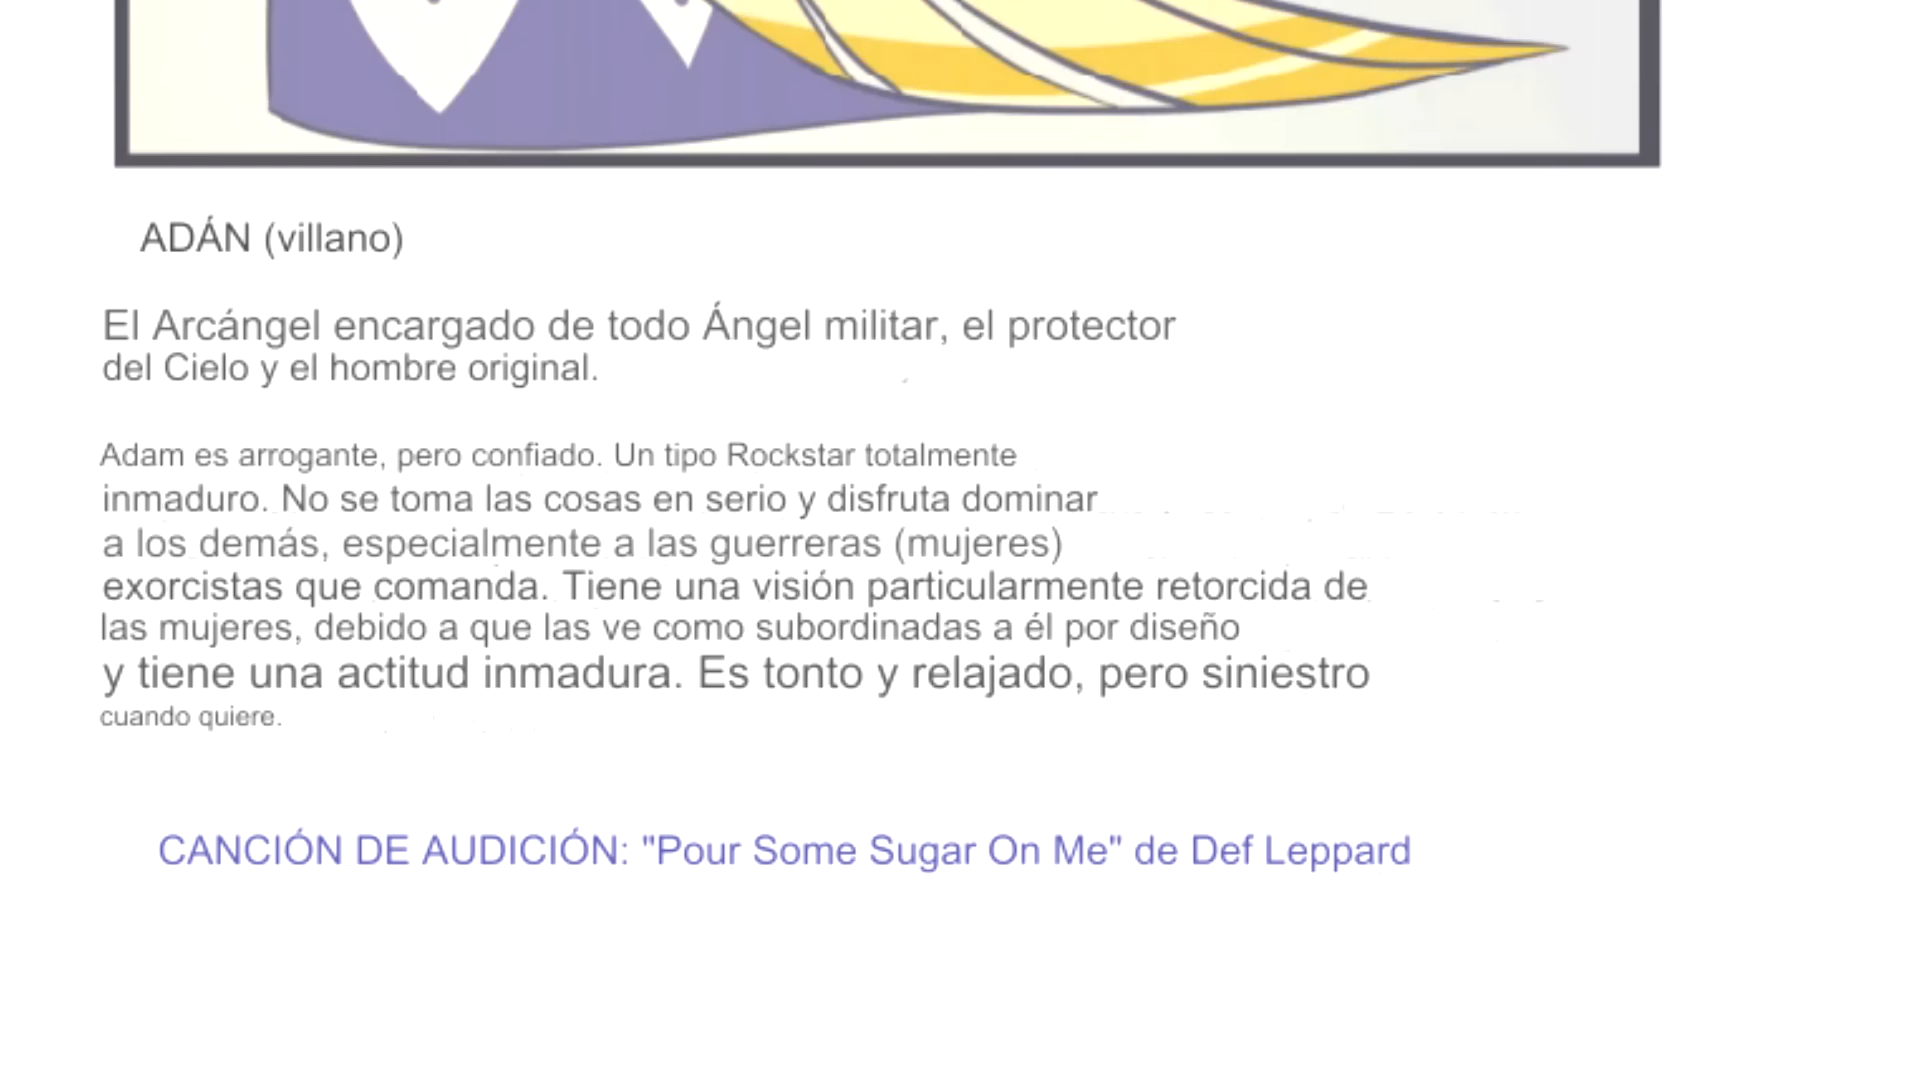 ADÁN (villano)
El Arcángel encargado de todo Ángel militar, el protector
del Cielo y el hombre original.
Adam es arrogante, pero confiado. Un tipo Rockstar totalmente
inmaduro. No se toma las cosas en serio y disfruta dominar
a los demás, especialmente a las guerreras (mujeres)
exorcistas que comanda. Tiene una visión particularmente retorcida de
las mujeres, debido a que las ve como subordinadas a él por diseño
y tiene una actitud inmadura. Es tonto y relajado, pero siniestro
cuando quiere.
CANCIÓN DE AUDICIÓN: "Pour Some Sugar On Me" de Def Leppard